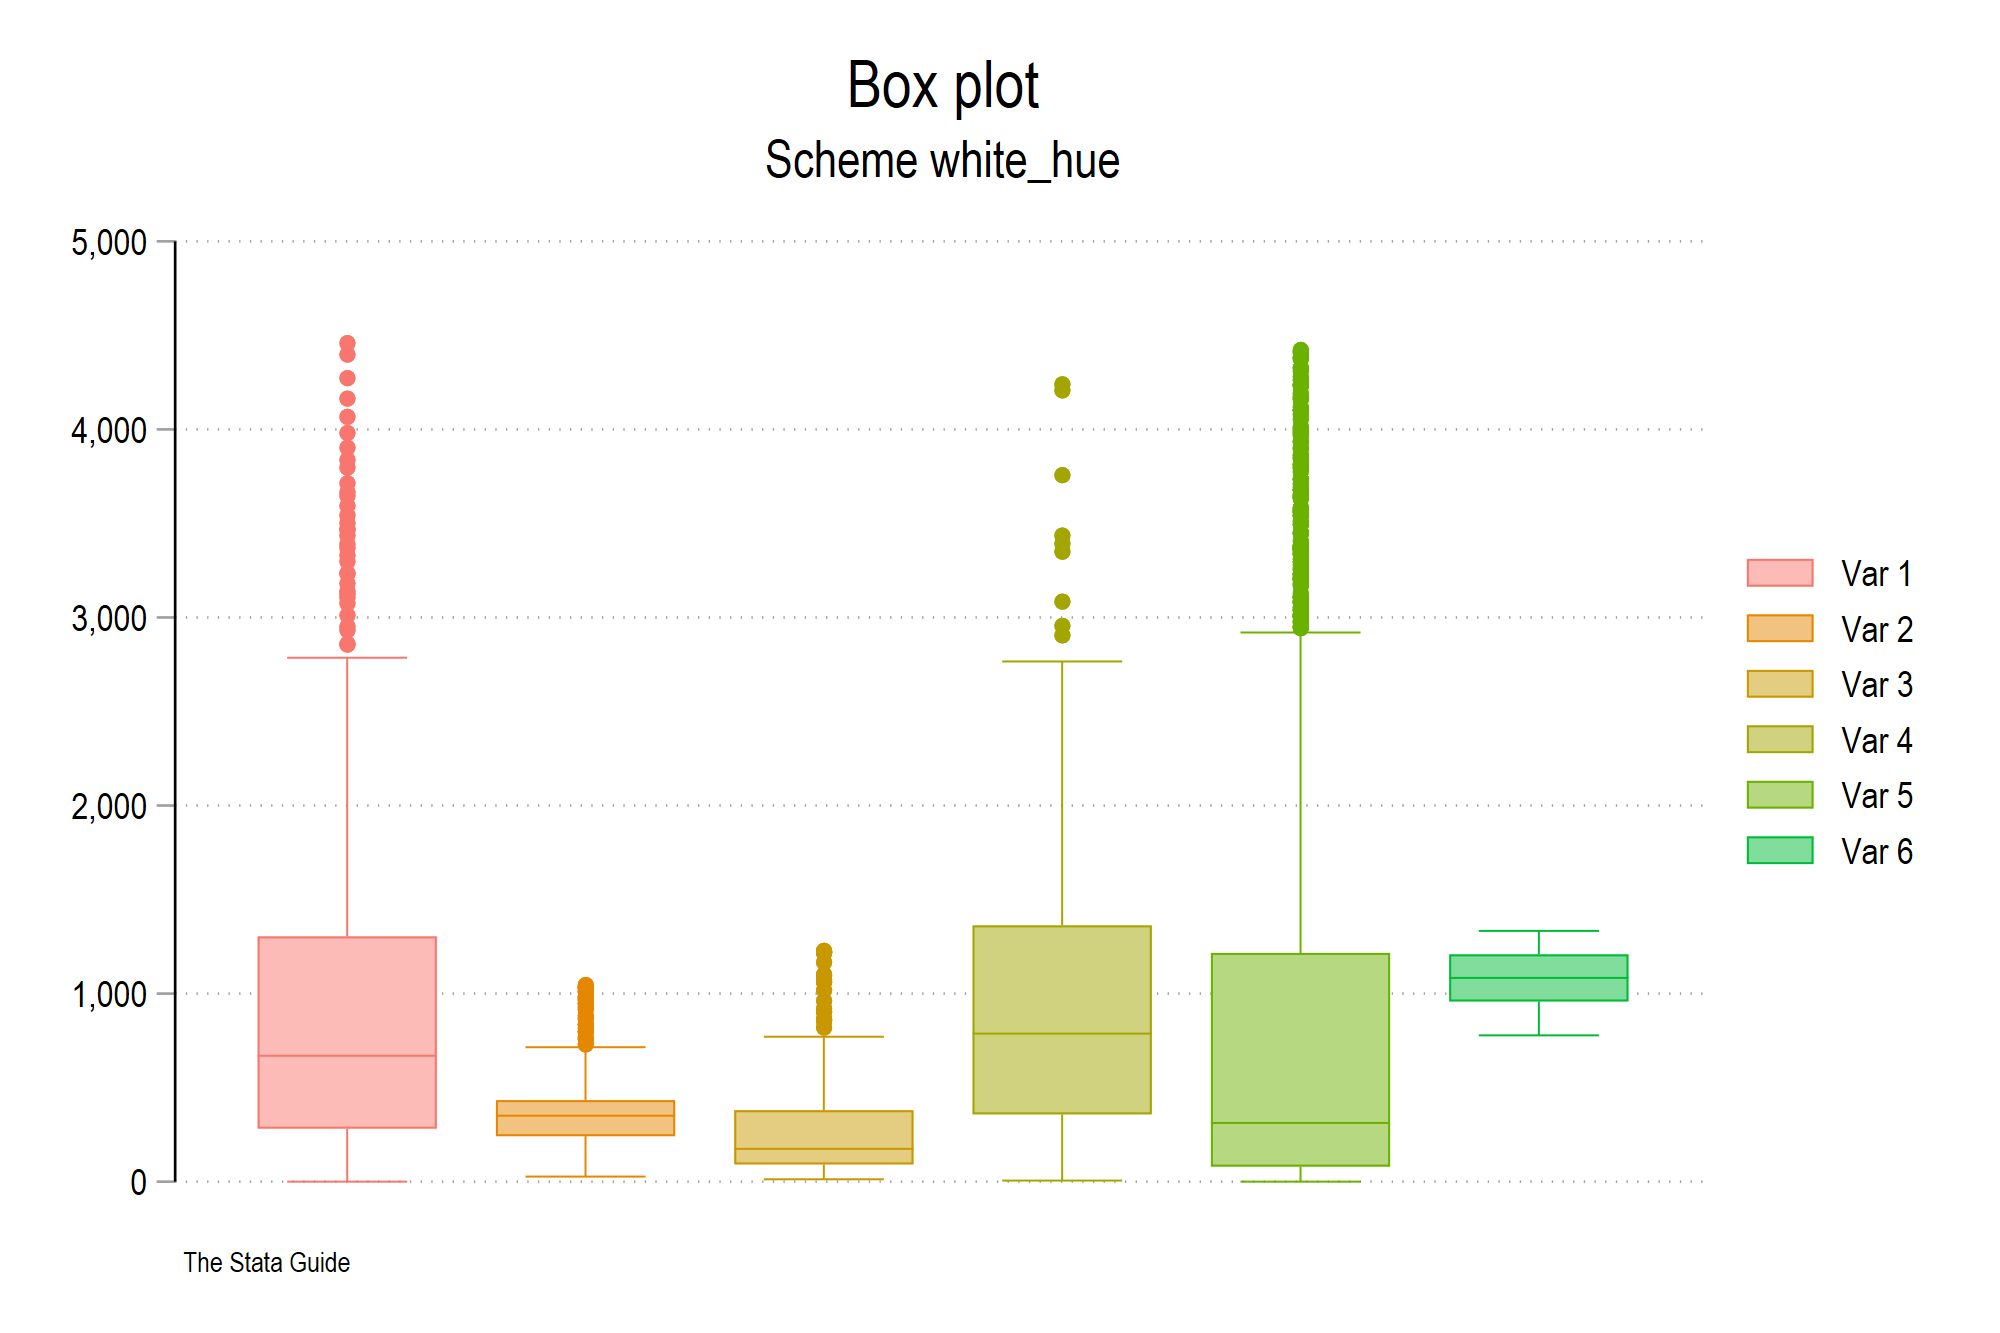 Box plot
Scheme white_hue
5,000
4,000
3,000
2,000
1,000
0
Var 1
Var 2
Var 3
Var 4
Var 5
Var 6
The Stata Guide